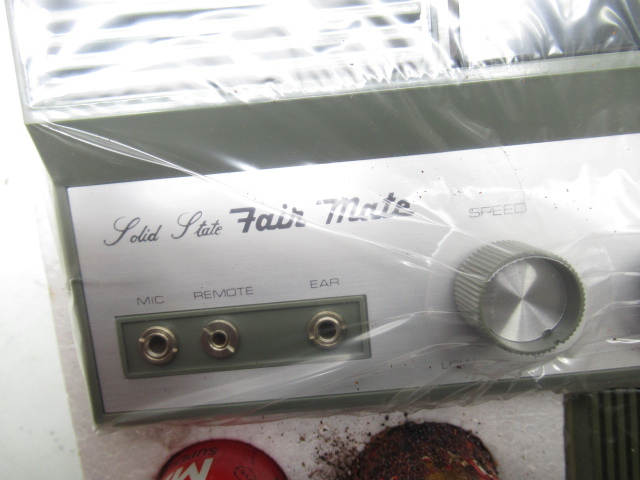 Solid State Fair Mate
SPEED
MIC REMOTE EAR